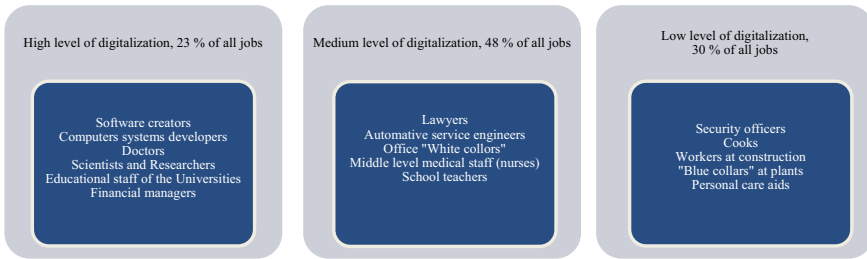 High level of digitalization, 23 % of all jobs
Software creators
Computers systems developers
Doctors
Scientists and Researchers
Educational staff of the Universities
Financial managers
Medium level of digitalization, 48 % of all jobs
Lawyers
Automative service engineers
Office "White collors"
Middle level medical staff (nurses)
School teachers
Low level of digitalization,
30 % of all jobs
Security officers
Cooks
Workers at construction
"Blue collars" at plants
Personal care aids